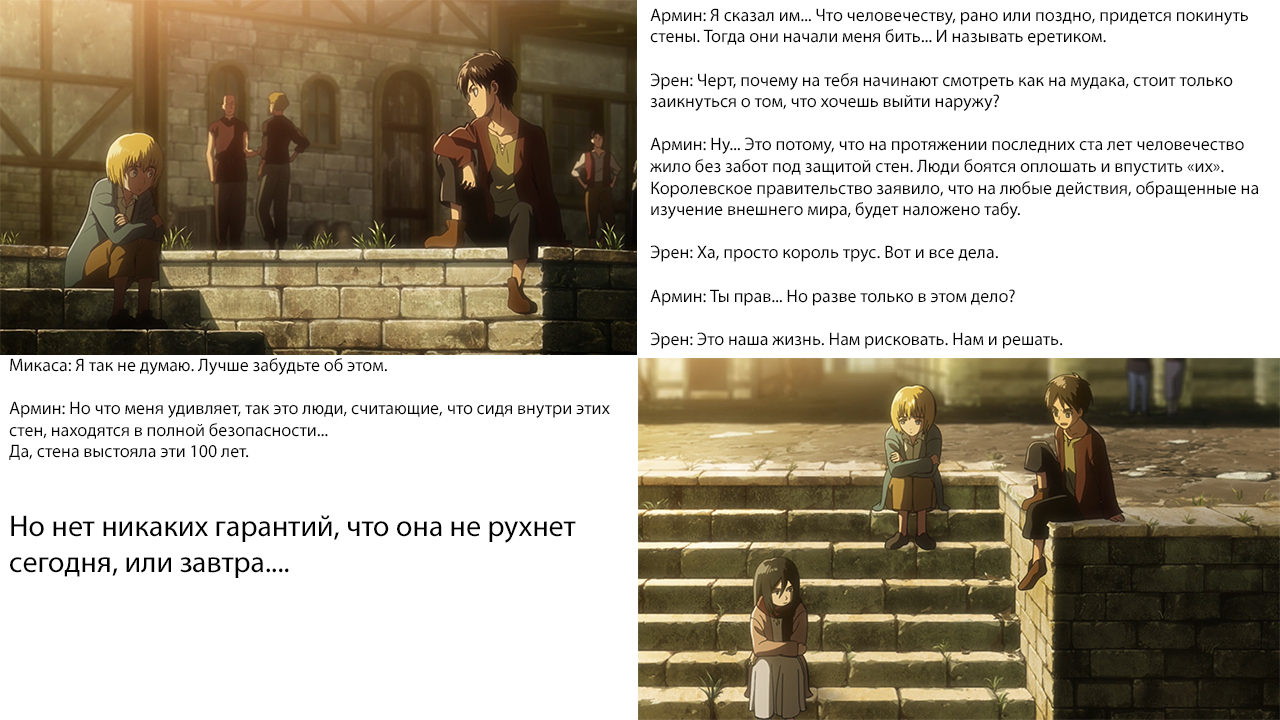 Армин: Я сказал им... Что человечеству, рано или поздно, придется покинуть
стены. Тогда они начали меня бить... И называть еретиком.
Эрен: Черт, почему на тебя начинают смотреть как на мудака, стоит только
заикнуться о том, что хочешь выйти наружу?
Армин: Ну... Это потому, что на протяжении последних ста лет человечество
жило без забот под защитой стен. Люди боятся оплошать и впустить «их».
Королевское правительство заявило, что на любые действия, обращенные на
изучение внешнего мира, будет наложено табу.
Эрен: Ха, просто король трус. Вот и все дела.
Армин: Ты прав... Но разве только в этом дело?
Эрен: Это наша жизнь. Нам рисковать. Нам и решать.
Микаса: Я так не думаю. Лучше забудьте об этом.
Армин: Но что меня удивляет, так это люди, считающие, что сидя внутри этих
стен, находятся в полной безопасности...
Да, стена выстояла эти 100 лет.
Но нет никаких гарантий, что она не рухнет
сегодня, или завтра....